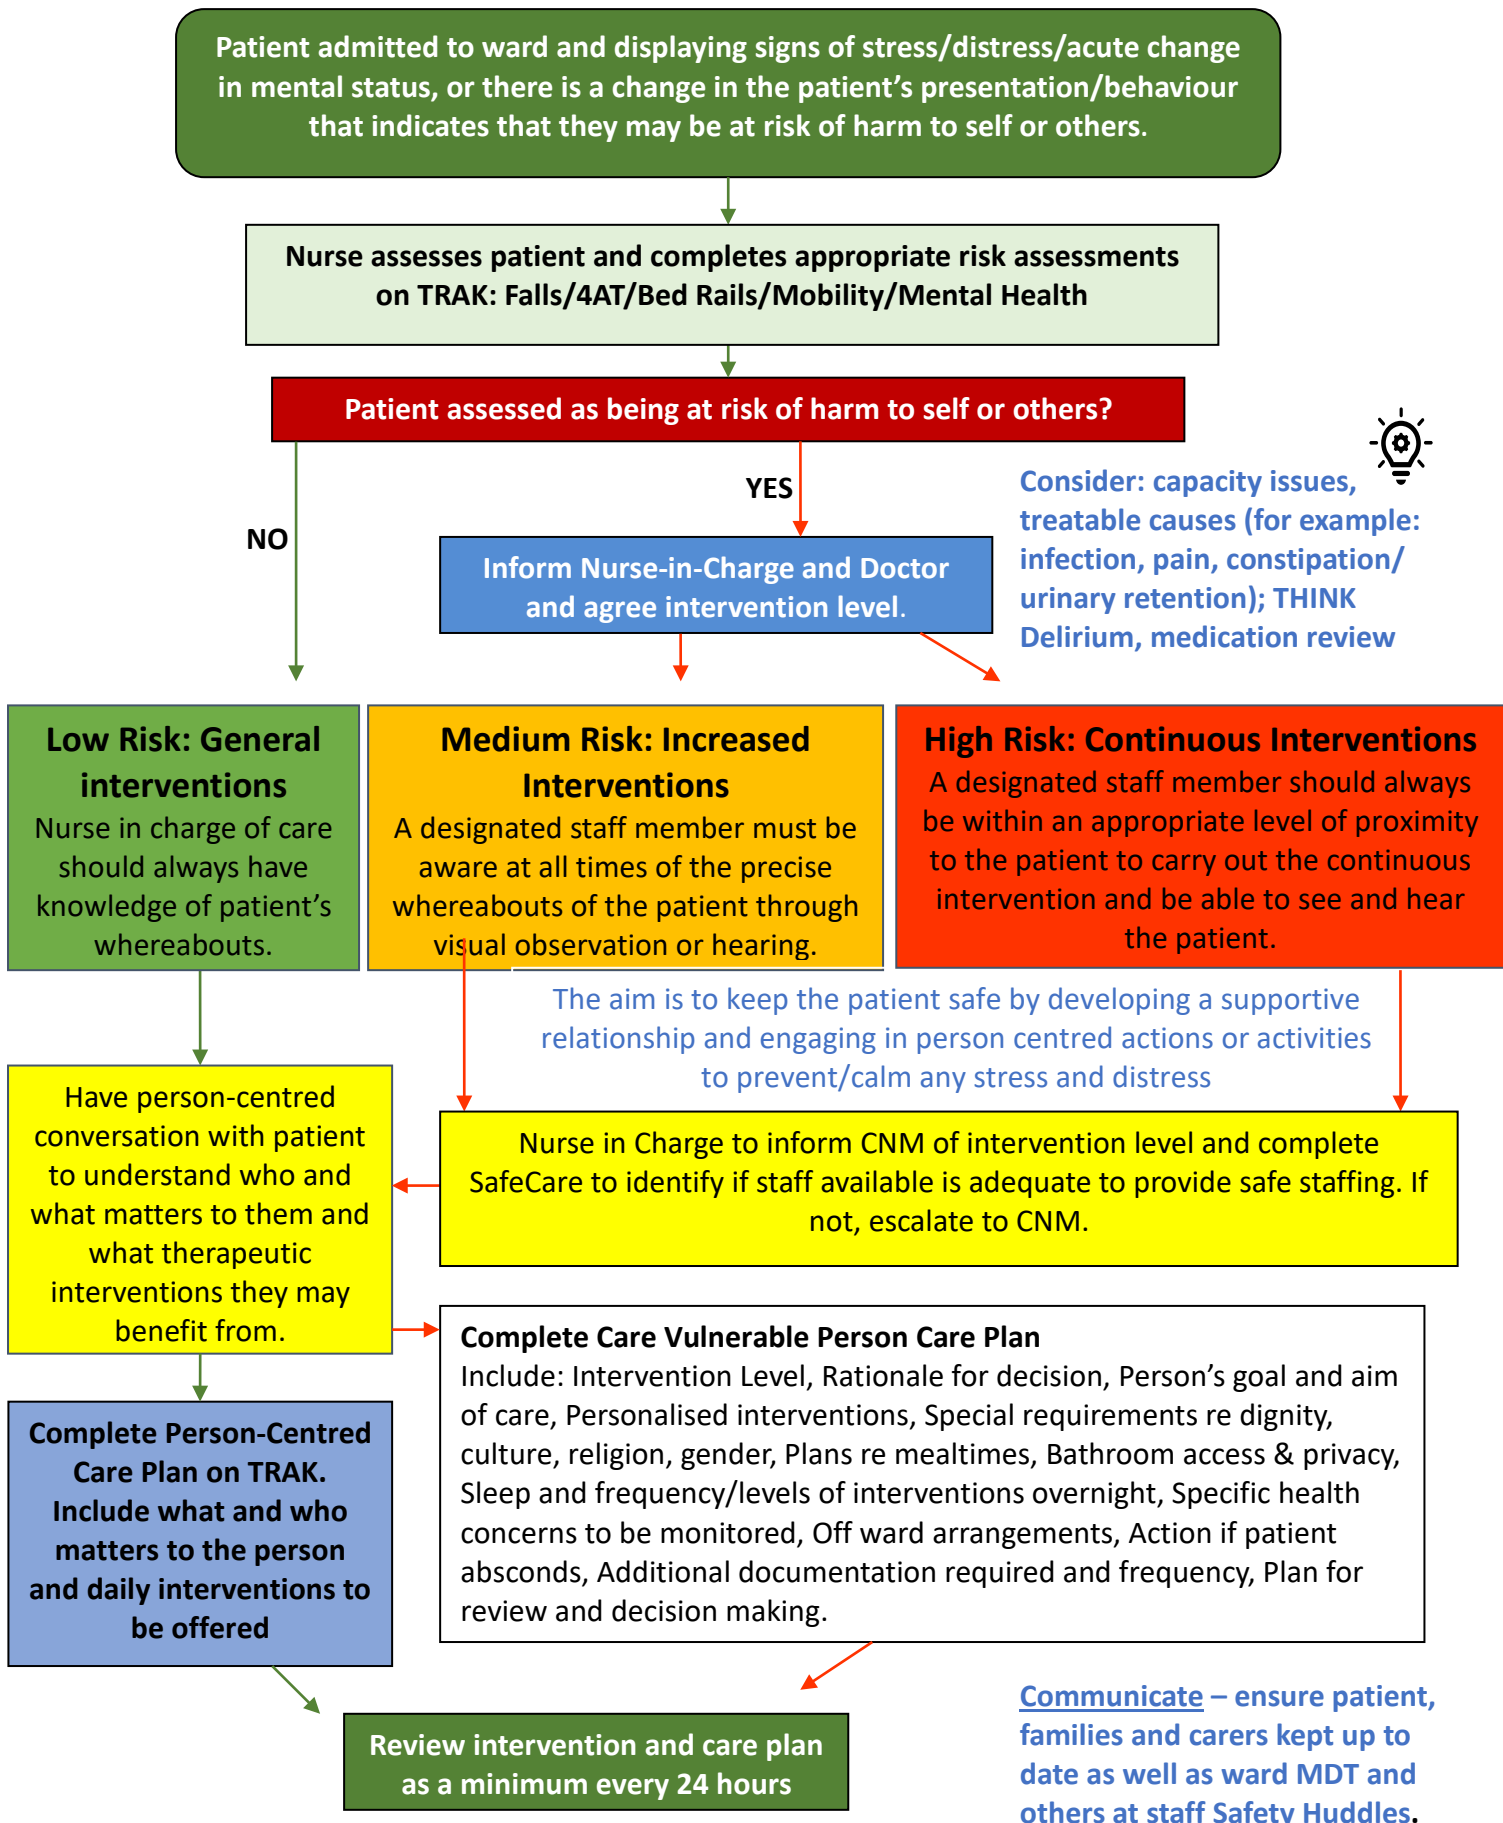 Patient admitted to ward and displaying signs of stress/distress/acute change
in mental status, or there is a change in the patient’s presentation/behaviour
that indicates that they may be at risk of harm to self or others.
Nurse assesses patient and completes appropriate risk assessments
on TRAK: Falls/4AT/Bed Rails/Mobility/Mental Health
Patient assessed as being at risk of harm to self or others?
YES
NO
Consider: capacity issues,
treatable causes (for example:
infection, pain, constipation/
urinary retention); THINK
Delirium, medication review
Inform Nurse-in-Charge and Doctor
and agree intervention level.
Low Risk: General
interventions
Nurse in charge of care
should always have
knowledge of patient’s
whereabouts.
Medium Risk: Increased
Interventions
A designated staff member must be
aware at all times of the precise
whereabouts of the patient through
visual observation or hearing.
High Risk: Continuous Interventions
A designated staff member should always
be within an appropriate level of proximity
to the patient to carry out the continuous
intervention and be able to see and hear
the patient.
The aim is to keep the patient safe by developing a supportive
relationship and engaging in person centred actions or activities
to prevent/calm any stress and distress
Have person-centred
conversation with patient
to understand who and
what matters to them and
what therapeutic
interventions they may
benefit from.
Nurse in Charge to inform CNM of intervention level and complete
SafeCare to identify if staff available is adequate to provide safe staffing. If
not, escalate to CNM.
Complete Care Vulnerable Person Care Plan
Include: Intervention Level, Rationale for decision, Person’s goal and aim
of care, Personalised interventions, Special requirements re dignity,
culture, religion, gender, Plans re mealtimes, Bathroom access & privacy,
Sleep and frequency/levels of interventions overnight, Specific health
concerns to be monitored, Off ward arrangements, Action if patient
absconds, Additional documentation required and frequency, Plan for
review and decision making.
Complete Person-Centred
Care Plan on TRAK.
Include what and who
matters to the person
and daily interventions to
be offered
Review intervention and care plan
as a minimum every 24 hours
Communicate – ensure patient,
families and carers kept up to
date as well as ward MDT and
others at staff Safety Huddles.